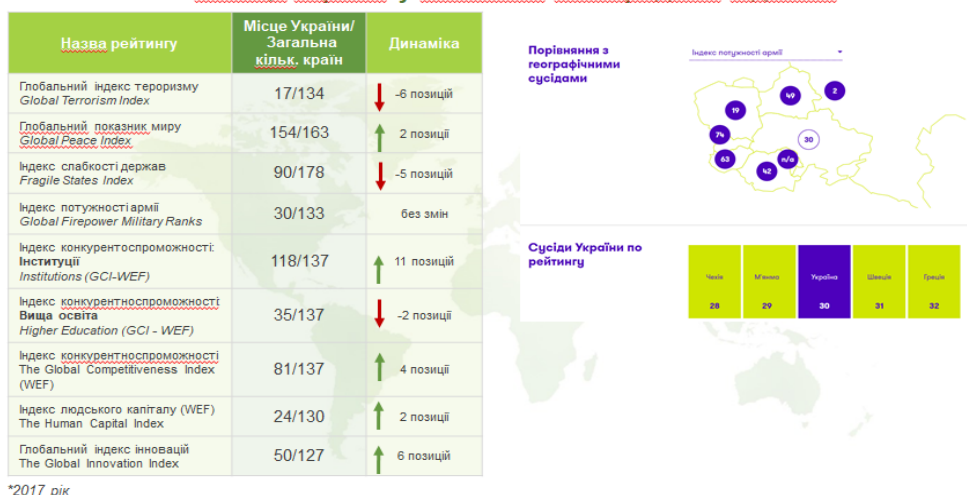 Назва рейтингу
Місце України/
Загальна
кільк. країн
Динаміка
Глобальний індекс тероризму
Global Terrorism Index
17/134
-6 позицій
Глобальний показник миру
Global Peace Index
154/163
2 позиції
Індекс слабкості держав
Fragile States Index
90/178
-5 позицій
Індекс потужності армії
Global Firepower Military Ranks
30/133
без змін
Індекс конкурентоспроможності:
Інституції
Institutions (GCI-WEF)
118/137
11 позицій
Індекс конкурентноспроможності
Вища освіта
Higher Education (GCI - WEF)
35/137
-2 позиції
Індекс конкурентноспроможності
The Global Competitiveness Index
(WEF)
81/137
4 позиції
Індекс людського капіталу (WEF)
The Human Capital Index
24/130
2 позиції
Глобальний індекс інновацій
The Global Innovation Index
50/127
6 позицій
*2017 рік
Порівняння з
географічними
сусідами
Індекс потужності армії
2
49
19
74
30
63
n/a
42
Сусіди України по
рейтингу
Чехія
М'янма
Україна
Швеція
Греція
28
29
30
31
32